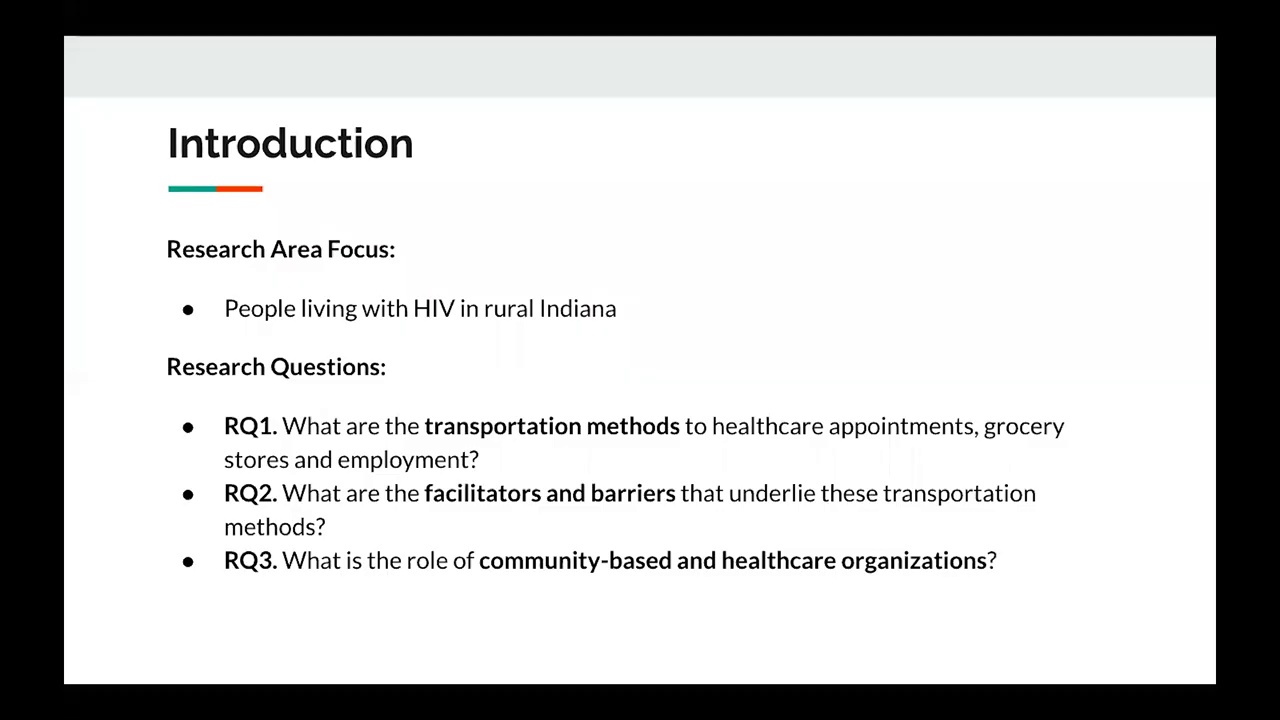 Introduction
Research Area Focus:
● People living with HIV in rural Indiana
Research Questions:
● RQ1. What are the transportation methods to healthcare appointments, grocery
stores and employment?
● RQ2. What are the facilitators and barriers that underlie these transportation
methods?
● RQ3. What is the role of community-based and healthcare organizations?